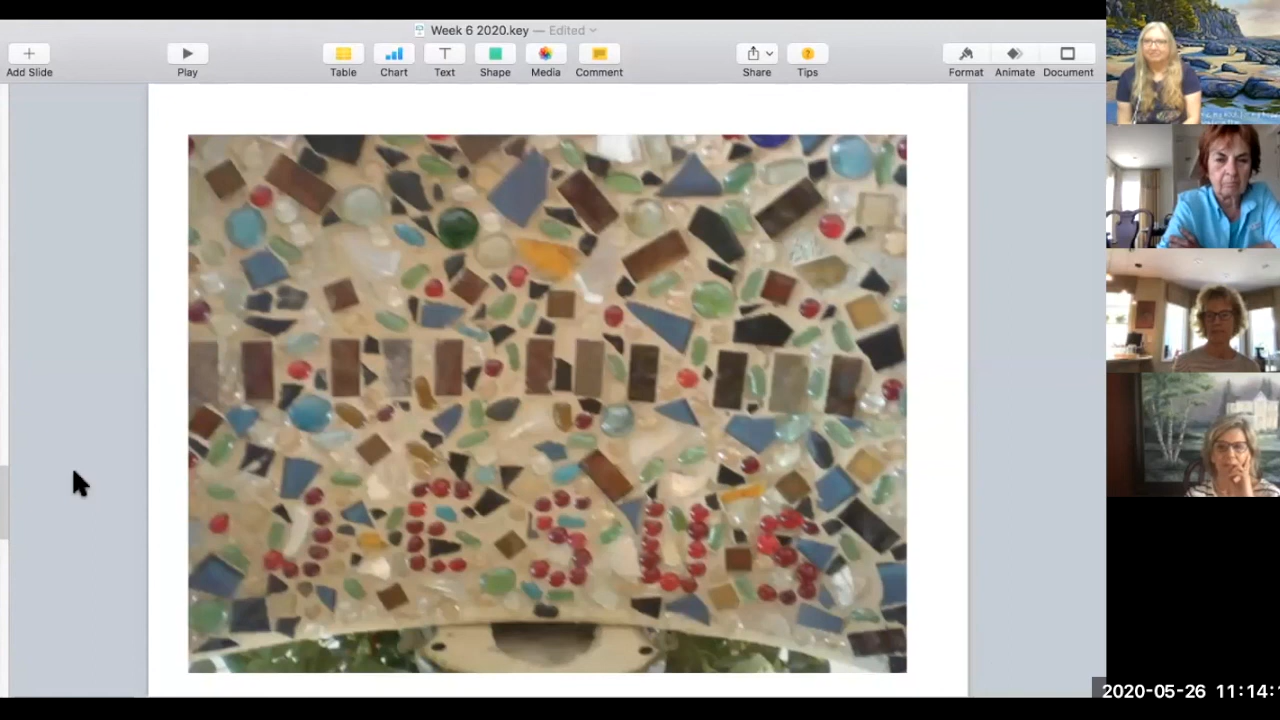 Week 6 2020.key — Edited
Add Slide
Play
Table
Chart
Text
Shape
Media
Comment
Share
Tips
Format
Animate
Document
JESUS
2020-05-26 11:14: